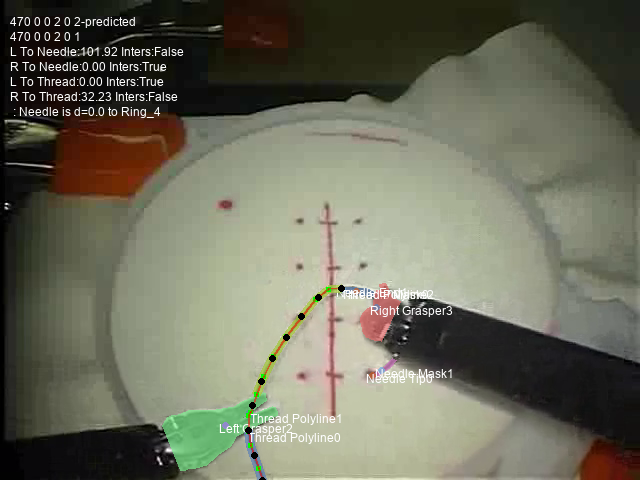 470 0 0 2 0 2-predicted
470 0 0 2 0 1
L To Needle:101.92 Inters:False
R To Needle:0.00 Inters:True
L To Thread:0.00 Inters:True
R To Thread:32.23 Inters:False
: Needle is d=0.0 to Ring_4
Right Grasper3
Needle Mask1
Needle Tip0
Thread Polyline1
Left Grasper2
Thread Polyline0